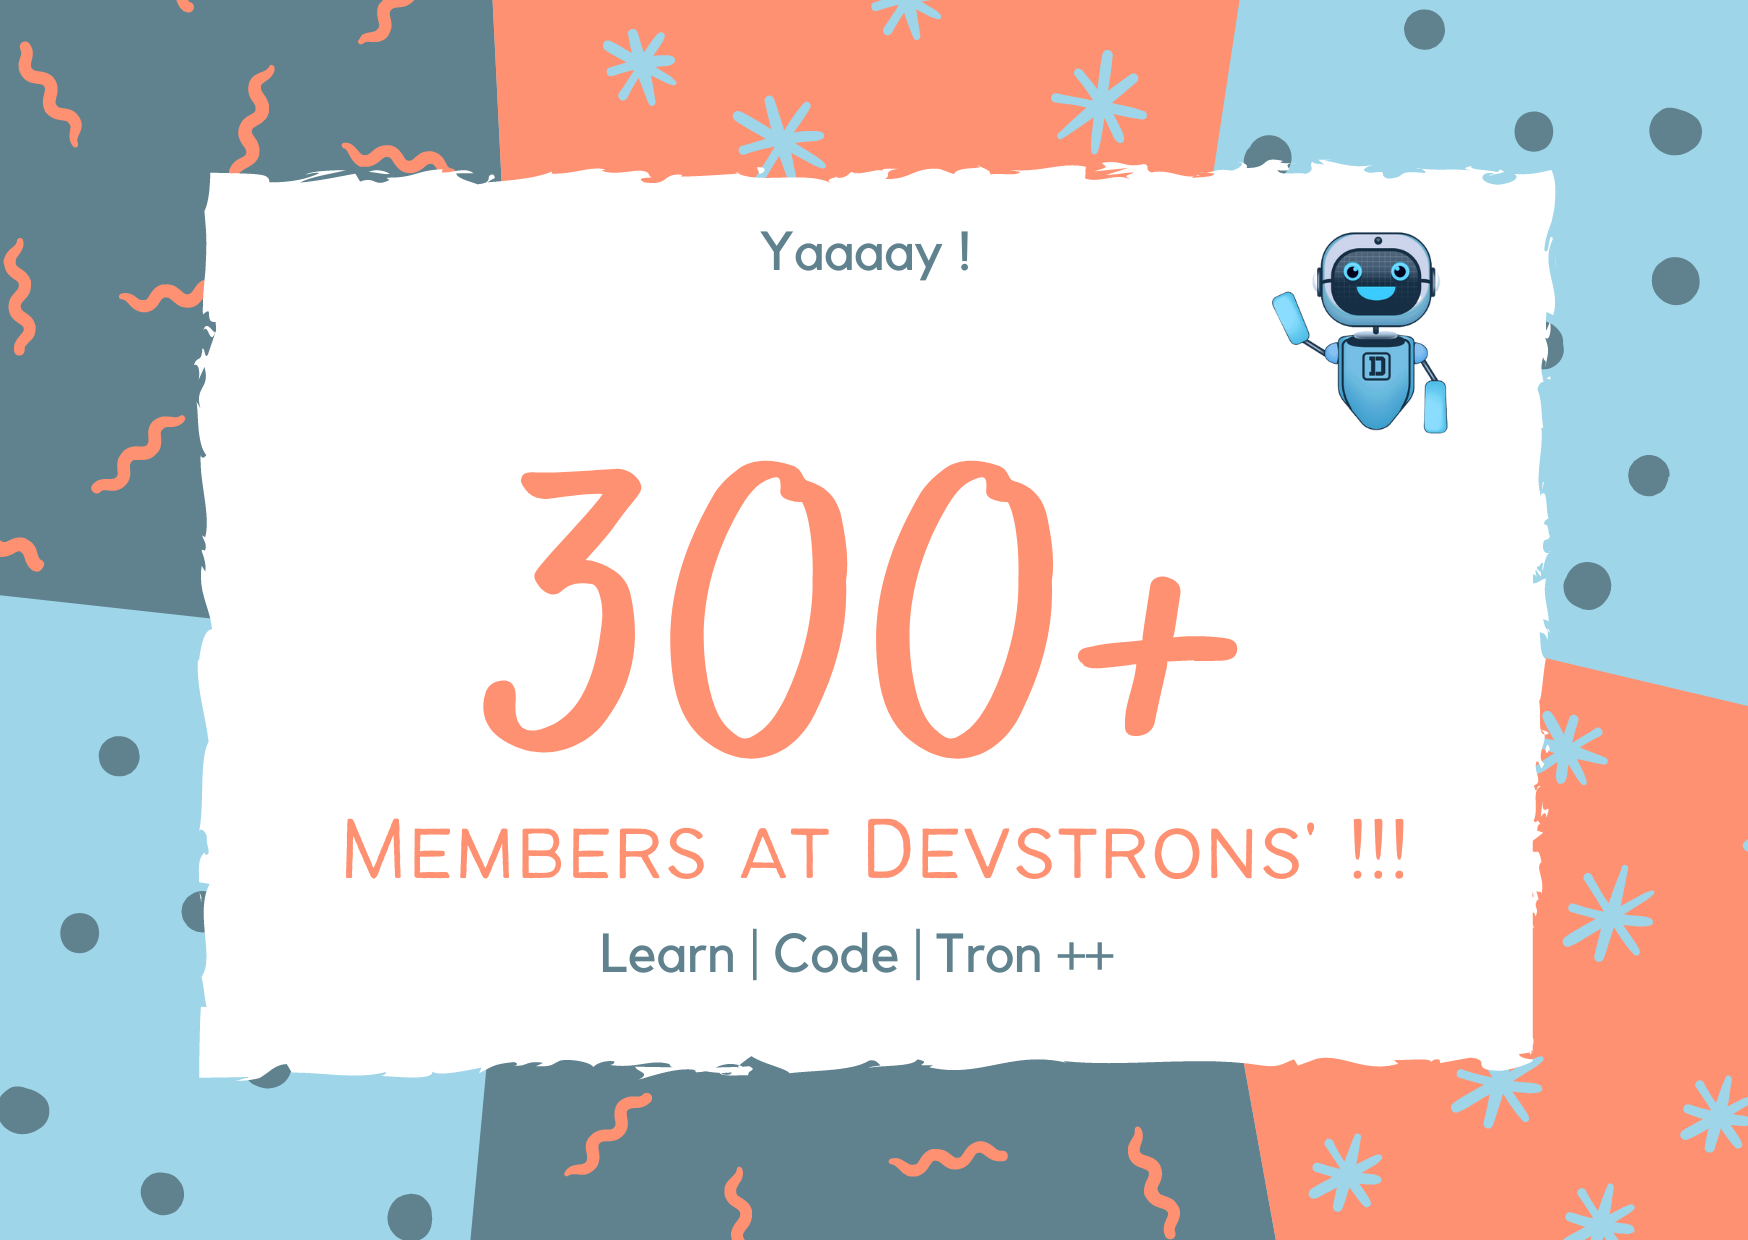 Yaaaay !
D
300+
Members at Devstrons' !!!
Learn | Code | Tron ++